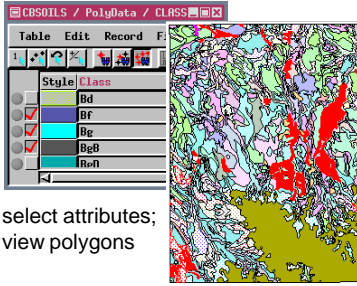 CBSOILS / PolyData / CLASS
Table Edit Record F
Style Class
Bd
Bf
Bg
BgB
select attributes;
view polygons